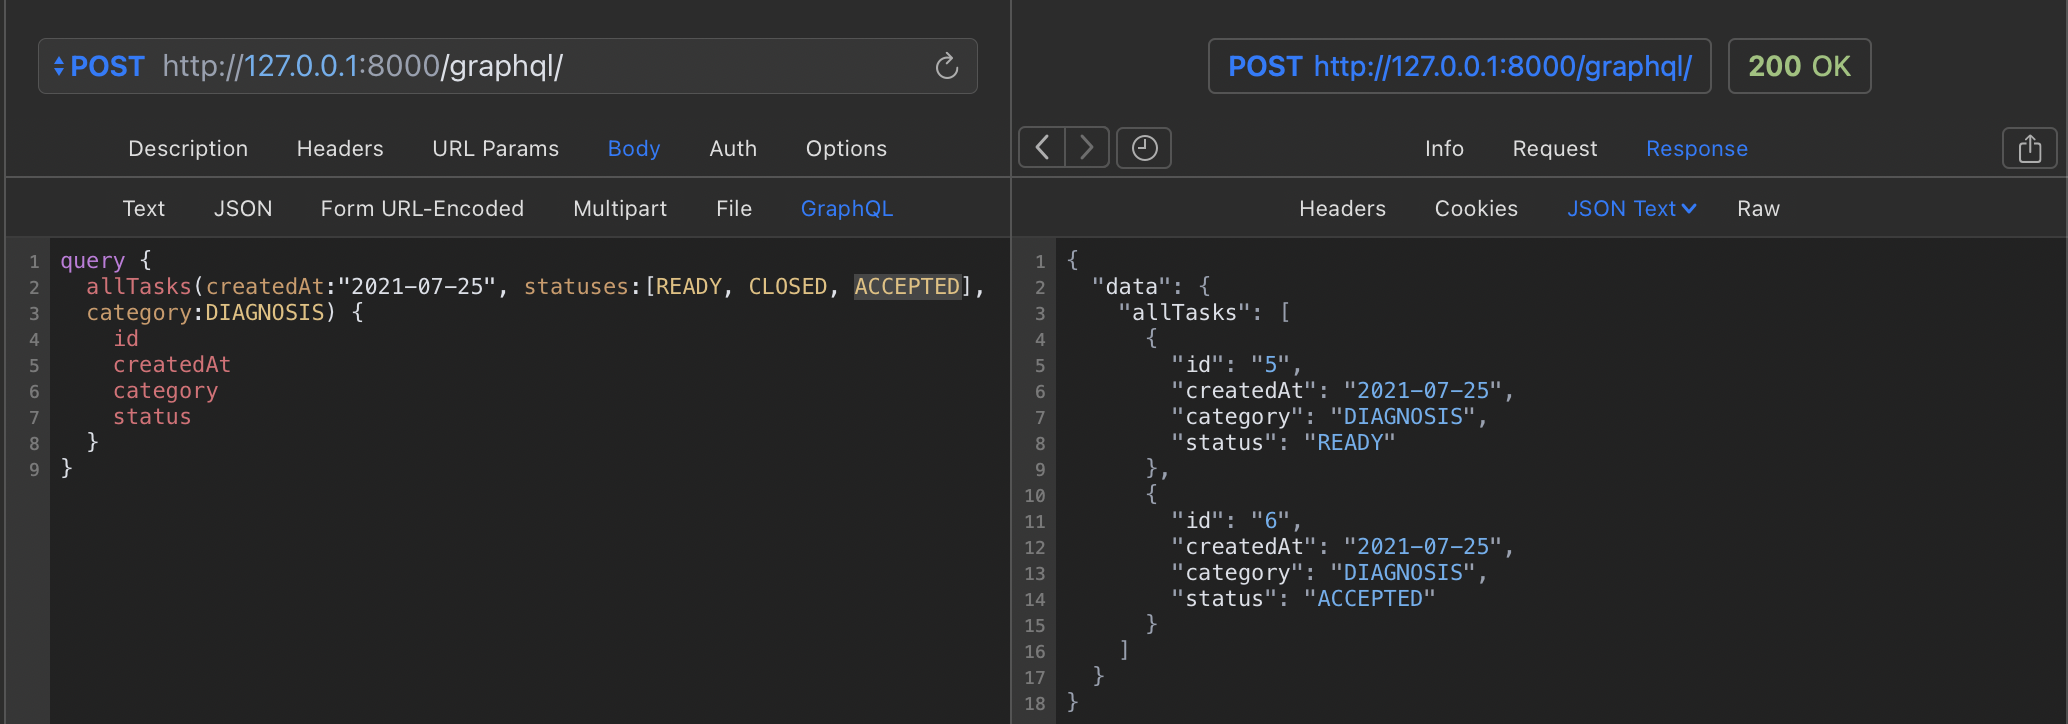 POST http://127.0.0.1:8000/graphql/
Description Headers URL Params Body Auth Options
Text JSON Form URL-Encoded Multipart File GraphQL
1 query {
2   allTasks(createdAt:"2021-07-25", statuses:[READY, CLOSED, ACCEPTED],
3   category:DIAGNOSIS) {
4     id
5     createdAt
6     category
7     status
8   }
9 }
POST http://127.0.0.1:8000/graphql/ 200 OK
Info Request Response
Headers Cookies JSON Text Raw
1 {
2   "data": {
3     "allTasks": [
4       {
5         "id": "5",
6         "createdAt": "2021-07-25",
7         "category": "DIAGNOSIS",
8         "status": "READY"
9       },
10       {
11         "id": "6",
12         "createdAt": "2021-07-25",
13         "category": "DIAGNOSIS",
14         "status": "ACCEPTED"
15       }
16     ]
17   }
18 }